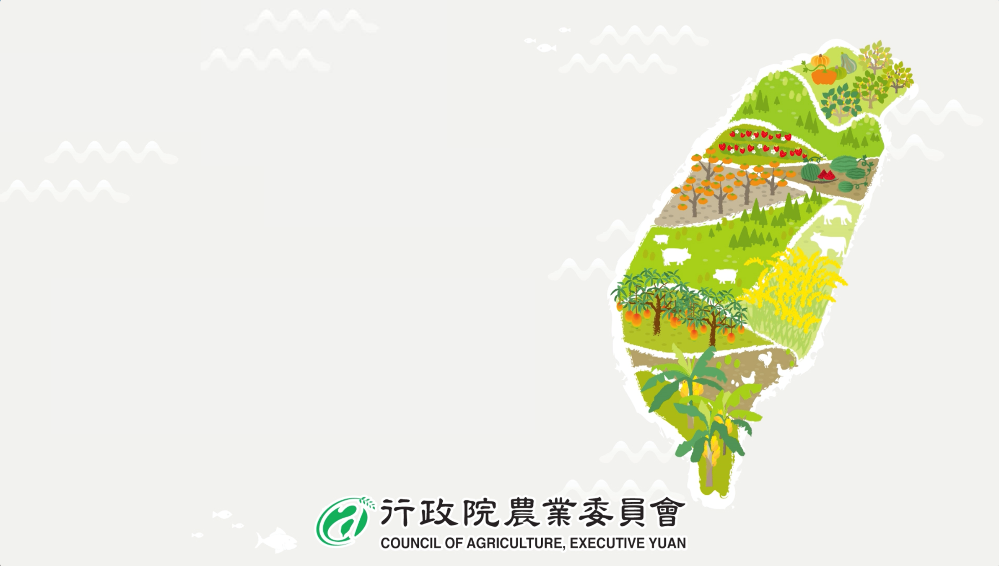 行政院農業委員會
COUNCIL OF AGRICULTURE, EXECUTIVE YUAN